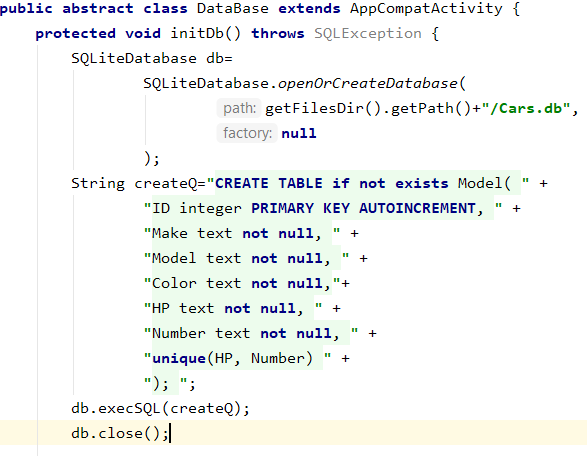 public abstract class DataBase extends AppCompatActivity {
protected void initDb() throws SQLException {
SQLiteDatabase db=
SQLiteDatabase.openOrCreateDatabase(
path: getFilesDir().getPath()+"/Cars.db",
factory: null
);
String createQ="CREATE TABLE if not exists Model( " +
"ID integer PRIMARY KEY AUTOINCREMENT, " +
"Make text not null, " +
"Model text not null, " +
"Color text not null,"+
"HP text not null, " +
"Number text not null, " +
"unique(HP, Number) " +
"); ";
db.execSQL(createQ);
db.close();